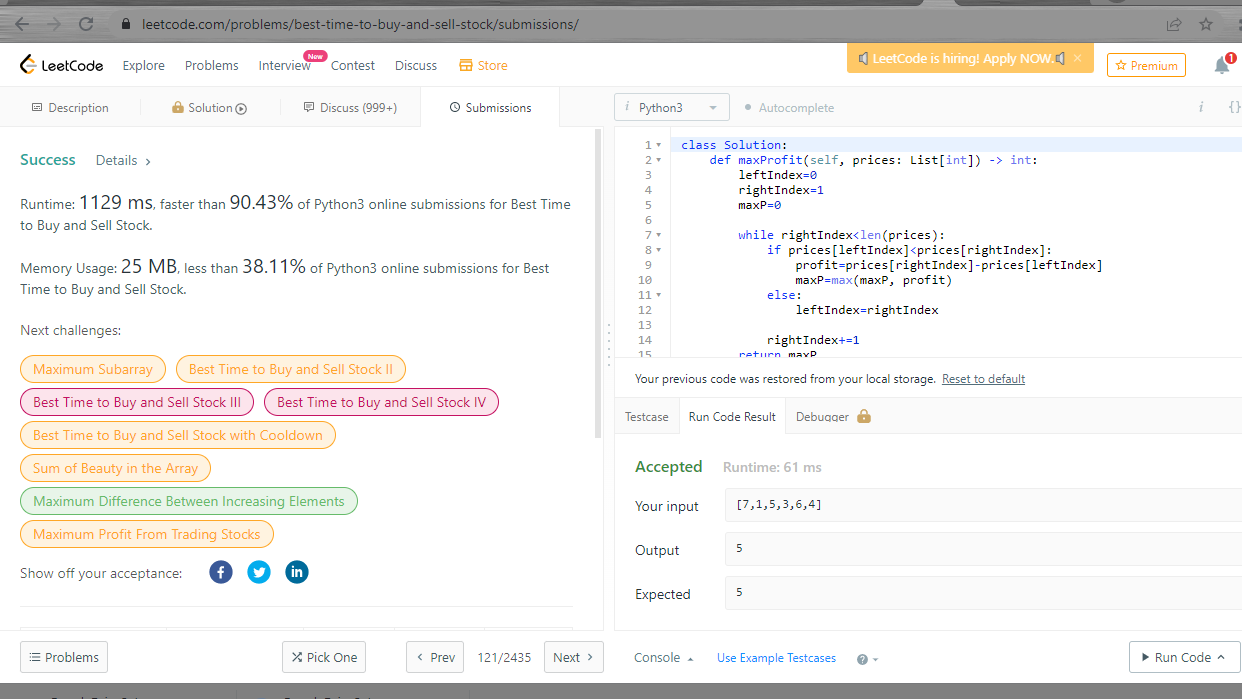 leetcode.com/problems/best-time-to-buy-and-sell-stock/submissions/
LeetCode Explore Problems Interview New Contest Discuss Store LeetCode is hiring! Apply NOW. × Premium 1
Description Solution Discuss (999+) Submissions
Success Details >
Runtime: 1129 ms, faster than 90.43% of Python3 online submissions for Best Time
to Buy and Sell Stock.
Memory Usage: 25 MB, less than 38.11% of Python3 online submissions for Best
Time to Buy and Sell Stock.
Next challenges:
Maximum Subarray Best Time to Buy and Sell Stock II
Best Time to Buy and Sell Stock III Best Time to Buy and Sell Stock IV
Best Time to Buy and Sell Stock with Cooldown
Sum of Beauty in the Array
Maximum Difference Between Increasing Elements
Maximum Profit From Trading Stocks
Show off your acceptance: f in
Problems Pick One < Prev 121/2435 Next >
i Python3 Autocomplete i {}
1 class Solution:
2 def maxProfit(self, prices: List[int]) -> int:
3 leftIndex=0
4 rightIndex=1
5 maxP=0
6
7 while rightIndex<len(prices):
8 if prices[leftIndex]<prices[rightIndex]:
9 profit=prices[rightIndex]-prices[leftIndex]
10 maxP=max(maxP, profit)
11 else:
12 leftIndex=rightIndex
13
14 rightIndex+=1
15 return maxP
Your previous code was restored from your local storage. Reset to default
Testcase Run Code Result Debugger
Accepted Runtime: 61 ms
Your input [7,1,5,3,6,4]
Output 5
Expected 5
Console Use Example Testcases ? Run Code